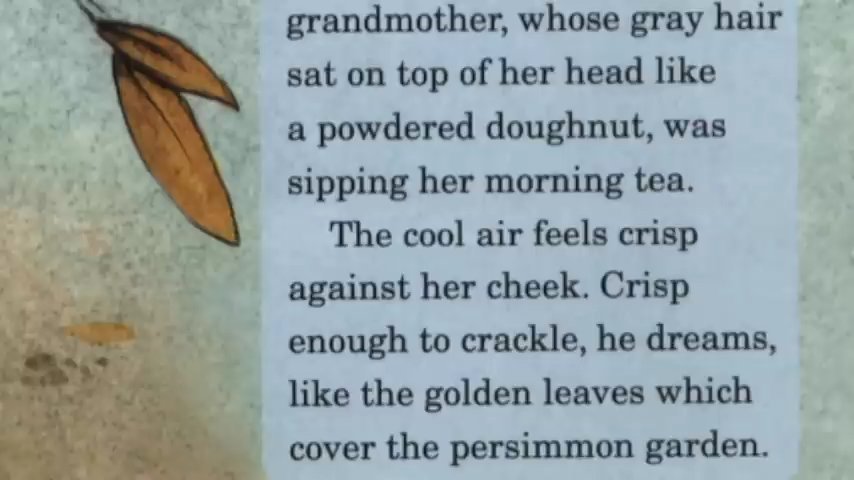 grandmother, whose gray hair
sat on top of her head like
a powdered doughnut, was
sipping her morning tea.
The cool air feels crisp
against her cheek. Crisp
enough to crackle, he dreams,
like the golden leaves which
cover the persimmon garden.